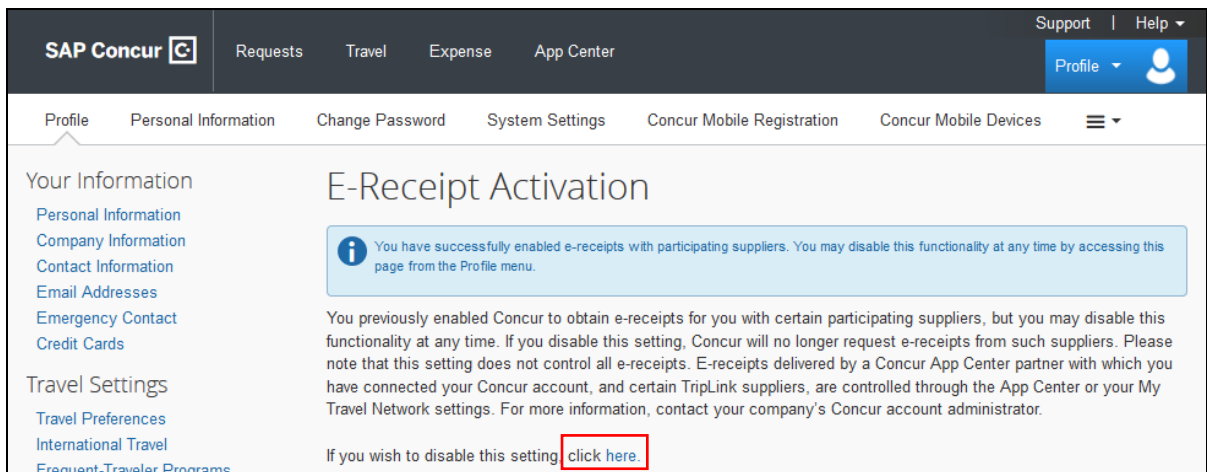 Support | Help
SAP Concur C Requests Travel Expense App Center
Profile
Profile Personal Information Change Password System Settings Concur Mobile Registration Concur Mobile Devices
Your Information
Personal Information
Company Information
Contact Information
Email Addresses
Emergency Contact
Credit Cards
Travel Settings
Travel Preferences
International Travel
Frequent-Traveler Programs
E-Receipt Activation
You have successfully enabled e-receipts with participating suppliers. You may disable this functionality at any time by accessing this
page from the Profile menu.
You previously enabled Concur to obtain e-receipts for you with certain participating suppliers, but you may disable this
functionality at any time. If you disable this setting, Concur will no longer request e-receipts from such suppliers. Please
note that this setting does not control all e-receipts. E-receipts delivered by a Concur App Center partner with which you
have connected your Concur account, and certain TripLink suppliers, are controlled through the App Center or your My
Travel Network settings. For more information, contact your company's Concur account administrator.
If you wish to disable this setting, click here.